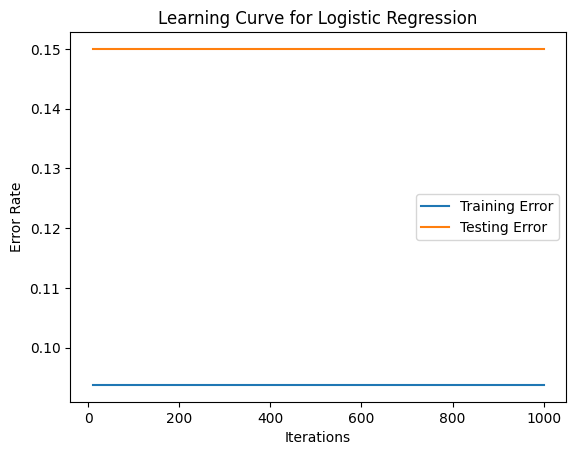 Learning Curve for Logistic Regression
0.15
0.14
0.13
0.12
0.11
0.10
Error Rate
Training Error
Testing Error
0
200
400
600
800
1000
Iterations